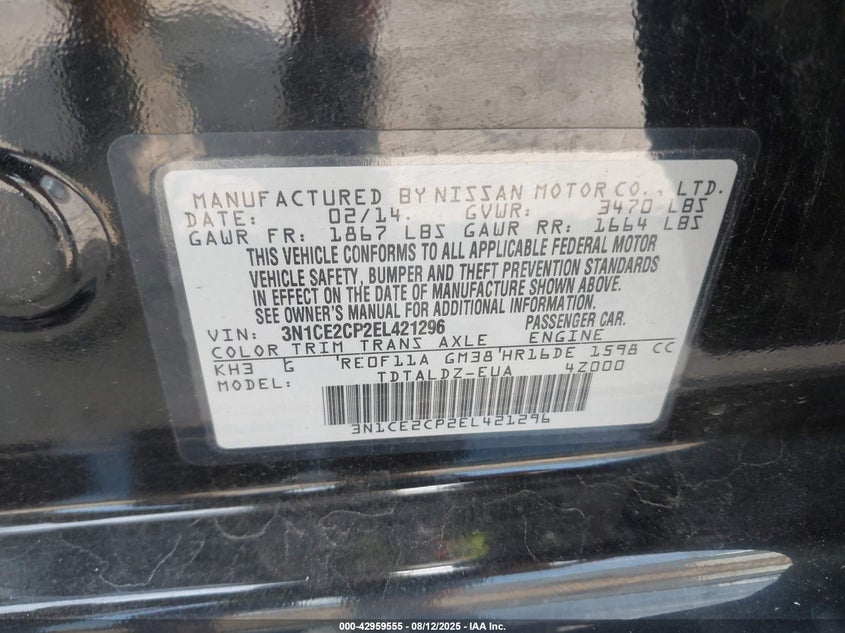 MANUFACTURED BY NISSAN MOTOR CO., LTD.
DATE: 02/14. GVWR: 3470 LBS
GAWR FR: 1867 LBS GAWR RR: 1664 LBS
THIS VEHICLE CONFORMS TO ALL APPLICABLE FEDERAL MOTOR
VEHICLE SAFETY, BUMPER AND THEFT PREVENTION STANDARDS
IN EFFECT ON THE DATE OF MANUFACTURE SHOWN ABOVE.
SEE OWNER'S MANUAL FOR ADDITIONAL INFORMATION.
VIN: 3N1CE2CP2EL421296 PASSENGER CAR.
COLOR TRIM TRANS AXLE ENGINE
KH3 G 'RE0F11A GM38'HR16DE 1598 CC
MODEL: TDTALDZ-EUA 4Z000
3N1CE2CP2EL421296
000-42959555 - 08/12/2025 - IAA Inc.